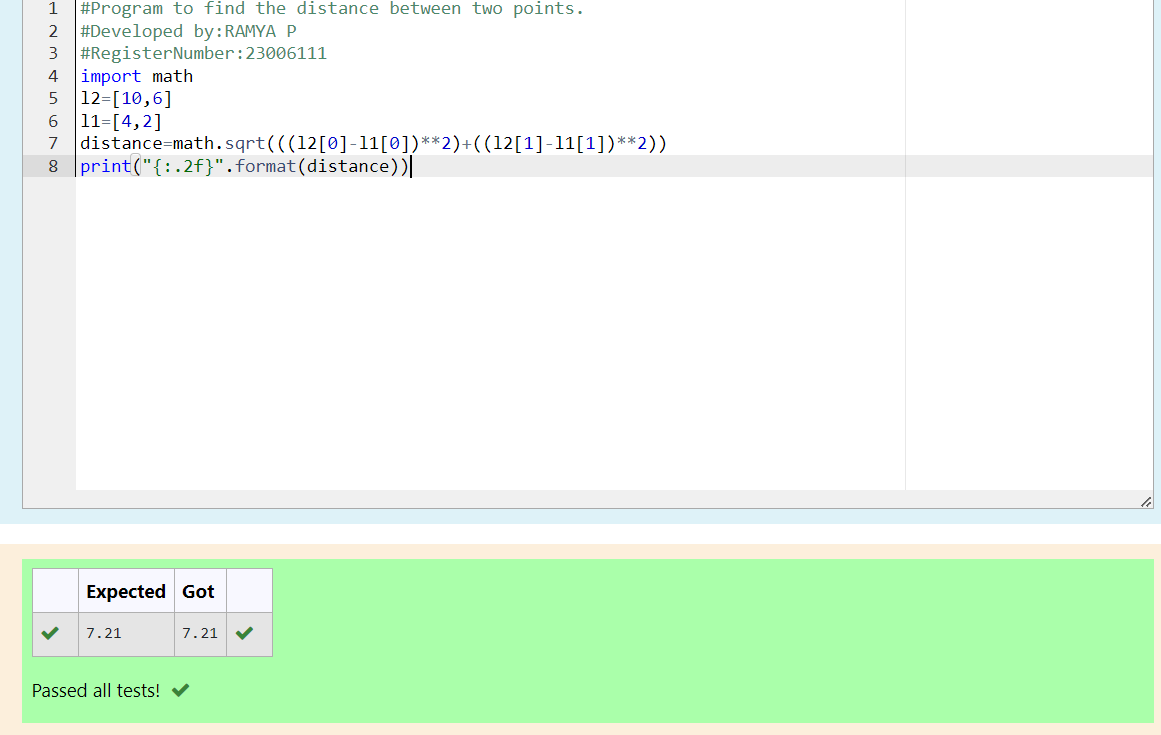 1 #Program to find the distance between two points.
2 #Developed by:RAMYA P
3 #RegisterNumber:23006111
4 import math
5 l2=[10,6]
6 l1=[4,2]
7 distance=math.sqrt(((l2[0]-l1[0])**2)+((l2[1]-l1[1])**2))
8 print("{:.2f}".format(distance))
Expected Got
7.21 7.21
Passed all tests!